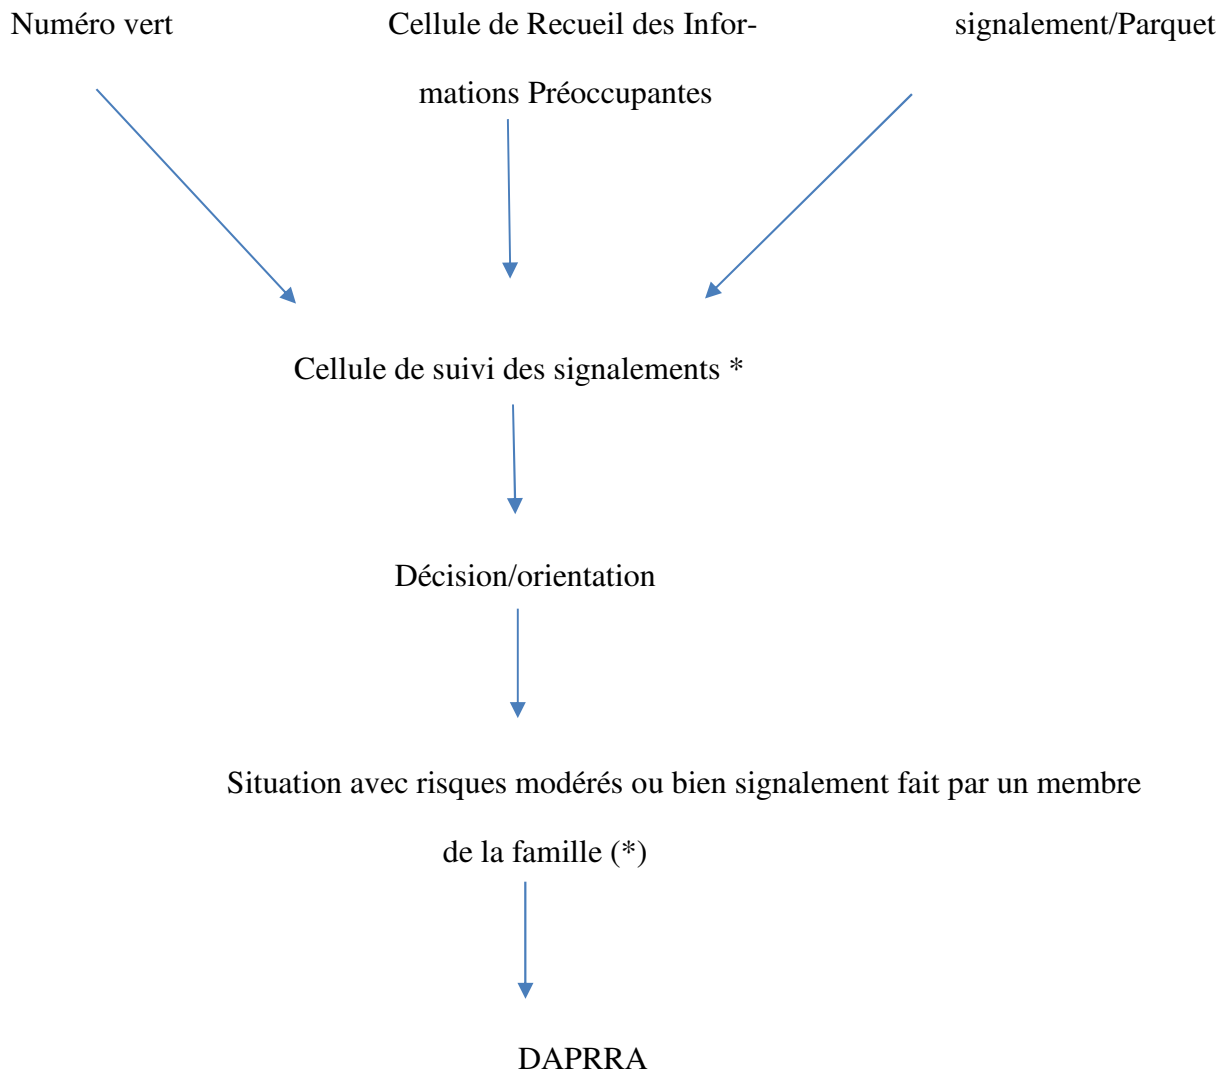 Numéro vert
Cellule de Recueil des Infor-
mations Préoccupantes
signalement/Parquet
Cellule de suivi des signalements *
Décision/orientation
Situation avec risques modérés ou bien signalement fait par un membre
de la famille (*)
DAPRRA